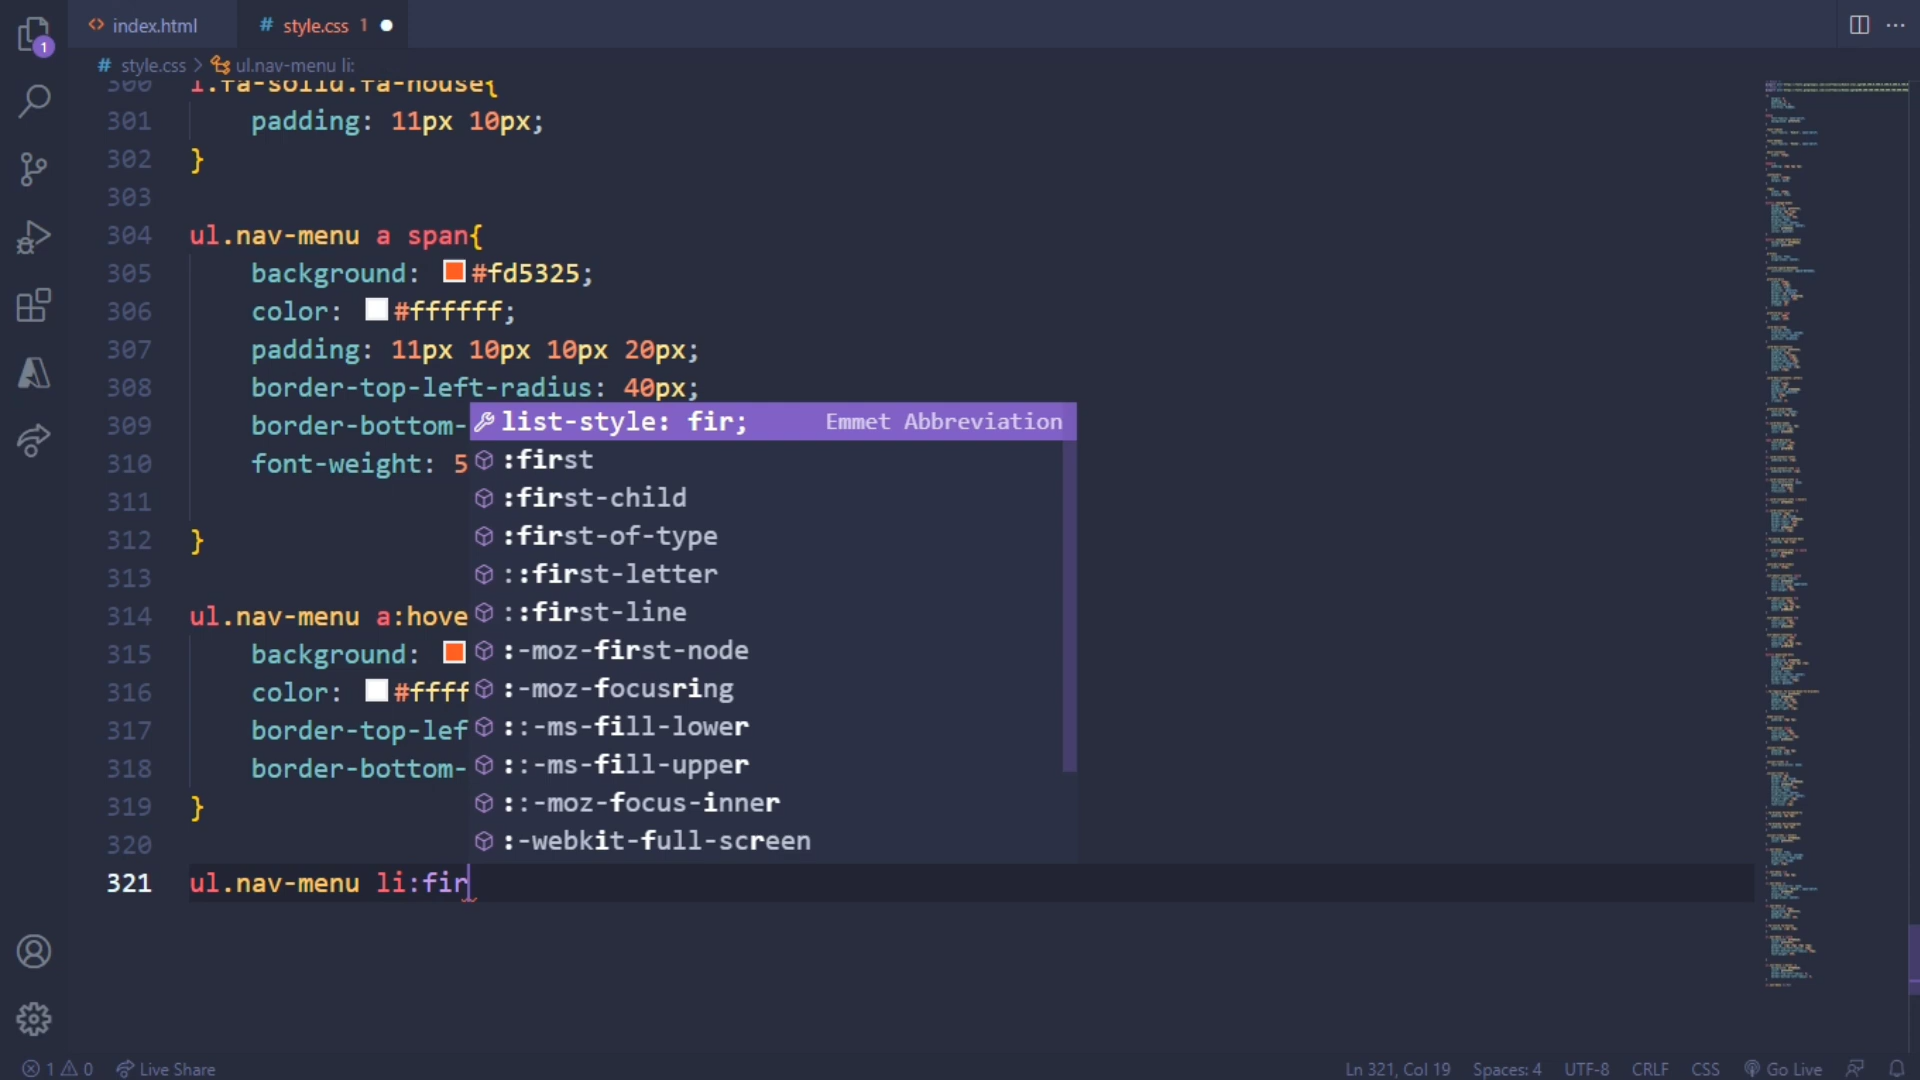 index.html
# style.css 1
# style.css > ul.nav-menu li:
1
300 i.fa-solid.fa-house{
301 padding: 11px 10px;
302 }
303
304 ul.nav-menu a span{
305 background: #fd5325;
306 color: #ffffff;
307 padding: 11px 10px 10px 20px;
308 border-top-left-radius: 40px;
309 border-bottom-
310 font-weight: 5
311
312 }
313
314 ul.nav-menu a:hove
315 background:
316 color: #ffff
317 border-top-lef
318 border-bottom-
319 }
320
321 ul.nav-menu li:fir
list-style: fir; Emmet Abbreviation
:first
:first-child
:first-of-type
::first-letter
::first-line
:-moz-first-node
:-moz-focusring
::-ms-fill-lower
::-ms-fill-upper
::-moz-focus-inner
:-webkit-full-screen
1 0 Live Share Ln 321, Col 19 Spaces: 4 UTF-8 CRLF CSS Go Live